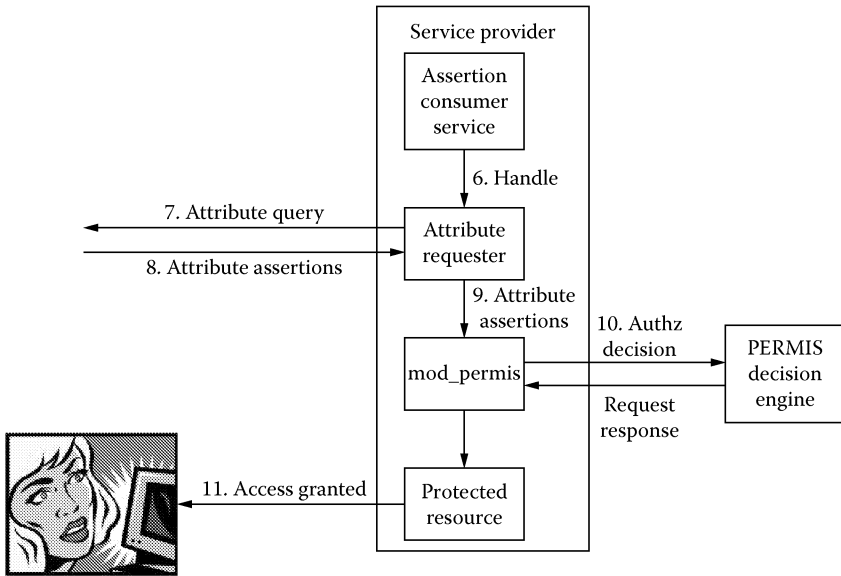 Service provider
Assertion
consumer
service
6. Handle
7. Attribute query
Attribute
requester
8. Attribute assertions
9. Attribute
assertions
10. Authz
decision
mod_permis
PERMIS
decision
engine
Request
response
11. Access granted
Protected
resource